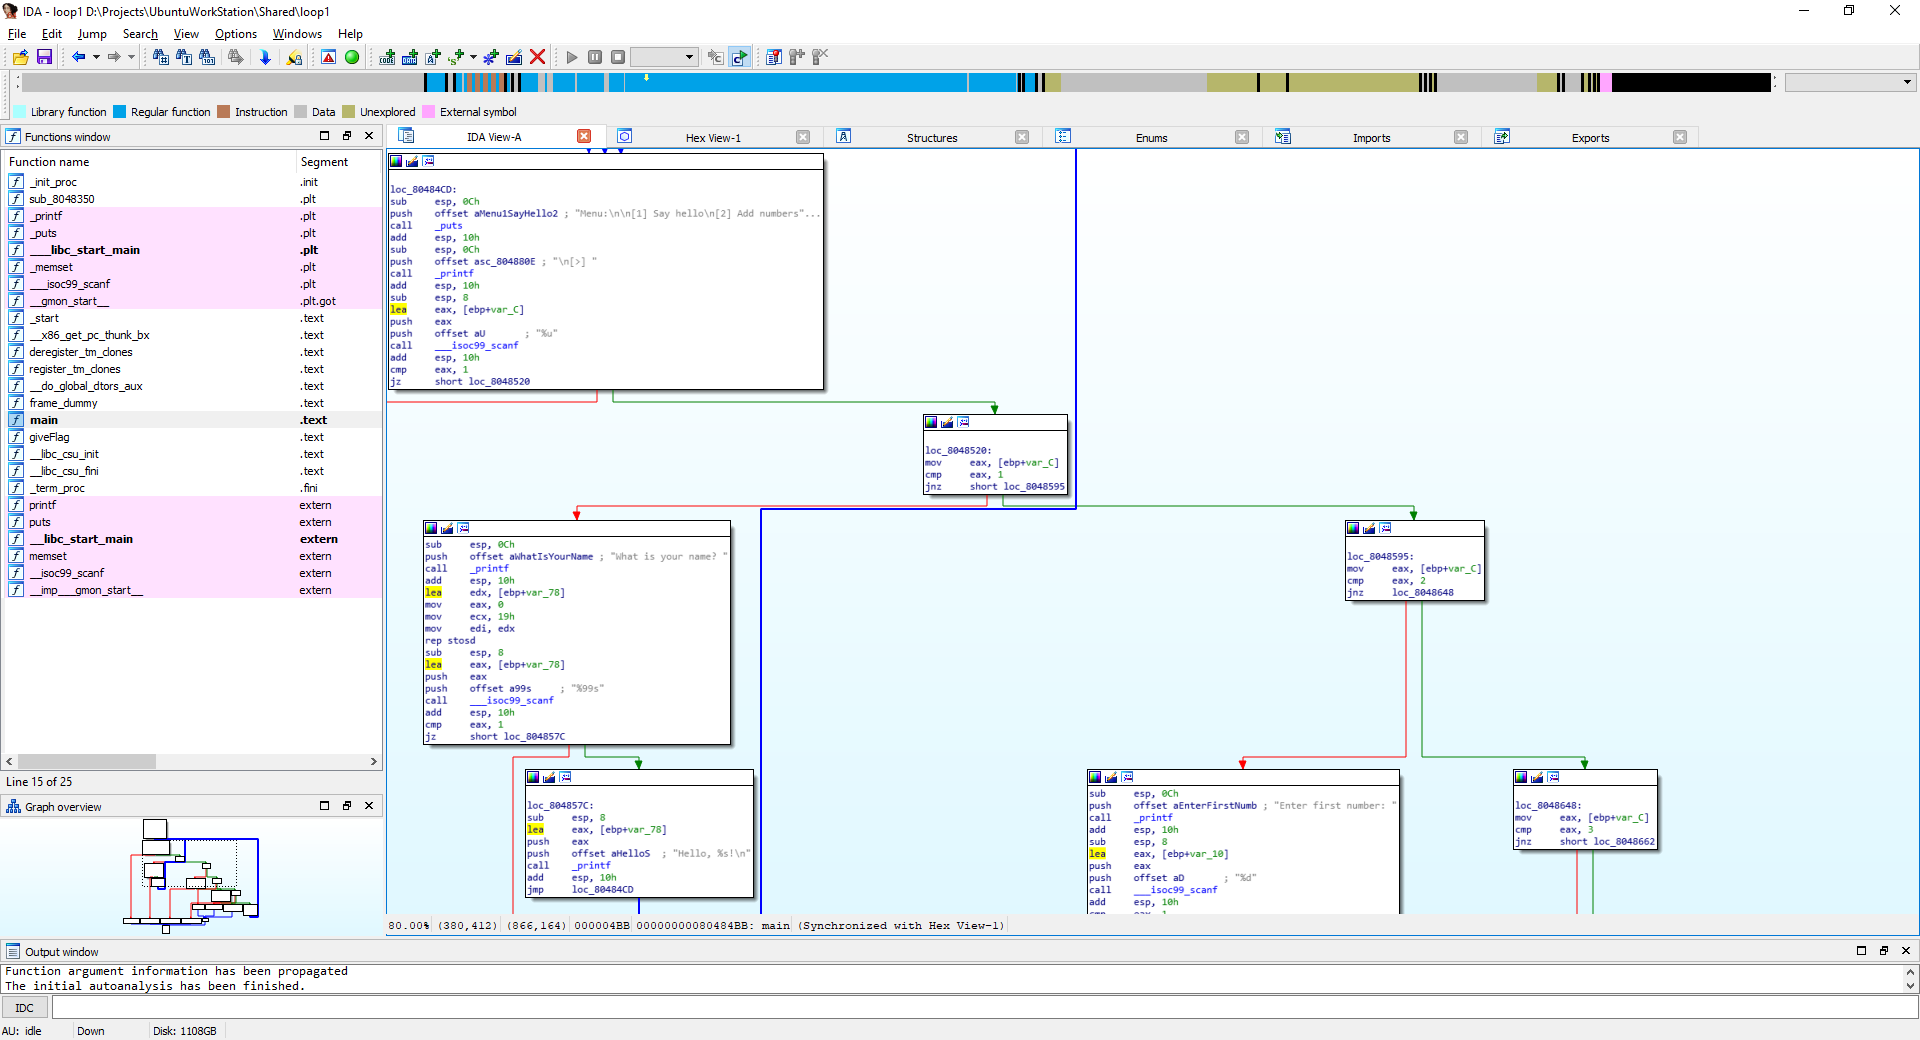 IDA - loop1 D:\Projects\UbuntuWorkStation\Shared\loop1
File Edit Jump Search View Options Windows Help
Library function Regular function Instruction Data Unexplored External symbol
Functions window
IDA View-A Hex View-1 Structures Enums Imports Exports
Function name Segment
_init_proc .init
sub_8048350 .plt
_printf .plt
_puts .plt
___libc_start_main .plt
_memset .plt
___isoc99_scanf .plt
__gmon_start__ .plt.got
_start .text
__x86_get_pc_thunk_bx .text
deregister_tm_clones .text
register_tm_clones .text
__do_global_dtors_aux .text
frame_dummy .text
main .text
giveFlag .text
__libc_csu_init .text
__libc_csu_fini .text
_term_proc .fini
printf extern
puts extern
__libc_start_main extern
memset extern
__isoc99_scanf extern
__imp___gmon_start__ extern
Line 15 of 25
Graph overview
loc_80484CD:
sub esp, 0Ch
push offset aMenu1SayHello2 ; "Menu:\n\n[1] Say hello\n[2] Add numbers"...
call _puts
add esp, 10h
sub esp, 0Ch
push offset asc_804880E ; "\n[>] "
call _printf
add esp, 10h
sub esp, 8
lea eax, [ebp+var_C]
push eax
push offset aU ; "%u"
call ___isoc99_scanf
add esp, 10h
cmp eax, 1
jz short loc_8048520
loc_8048520:
mov eax, [ebp+var_C]
cmp eax, 1
jnz short loc_8048595
sub esp, 0Ch
push offset aWhatIsYourName ; "What is your name? "
call _printf
add esp, 10h
lea edx, [ebp+var_78]
mov eax, 0
mov ecx, 19h
mov edi, edx
rep stosd
sub esp, 8
lea eax, [ebp+var_78]
push eax
push offset a99s ; "%99s"
call ___isoc99_scanf
add esp, 10h
cmp eax, 1
jz short loc_804857C
loc_8048595:
mov eax, [ebp+var_C]
cmp eax, 2
jnz loc_8048648
loc_804857C:
sub esp, 8
lea eax, [ebp+var_78]
push eax
push offset aHelloS ; "Hello, %s!\n"
call _printf
add esp, 10h
jmp loc_80484CD
sub esp, 0Ch
push offset aEnterFirstNumb ; "Enter first number: "
call _printf
add esp, 10h
sub esp, 8
lea eax, [ebp+var_10]
push eax
push offset aD ; "%d"
call ___isoc99_scanf
add esp, 10h
cmp eax, 1
loc_8048648:
mov eax, [ebp+var_C]
cmp eax, 3
jnz short loc_8048662
80.00% (380,412) (866,164) 000004BB 00000000080484BB: main (Synchronized with Hex View-1)
Output window
Function argument information has been propagated
The initial autoanalysis has been finished.
IDC
AU: idle Down Disk: 1108GB